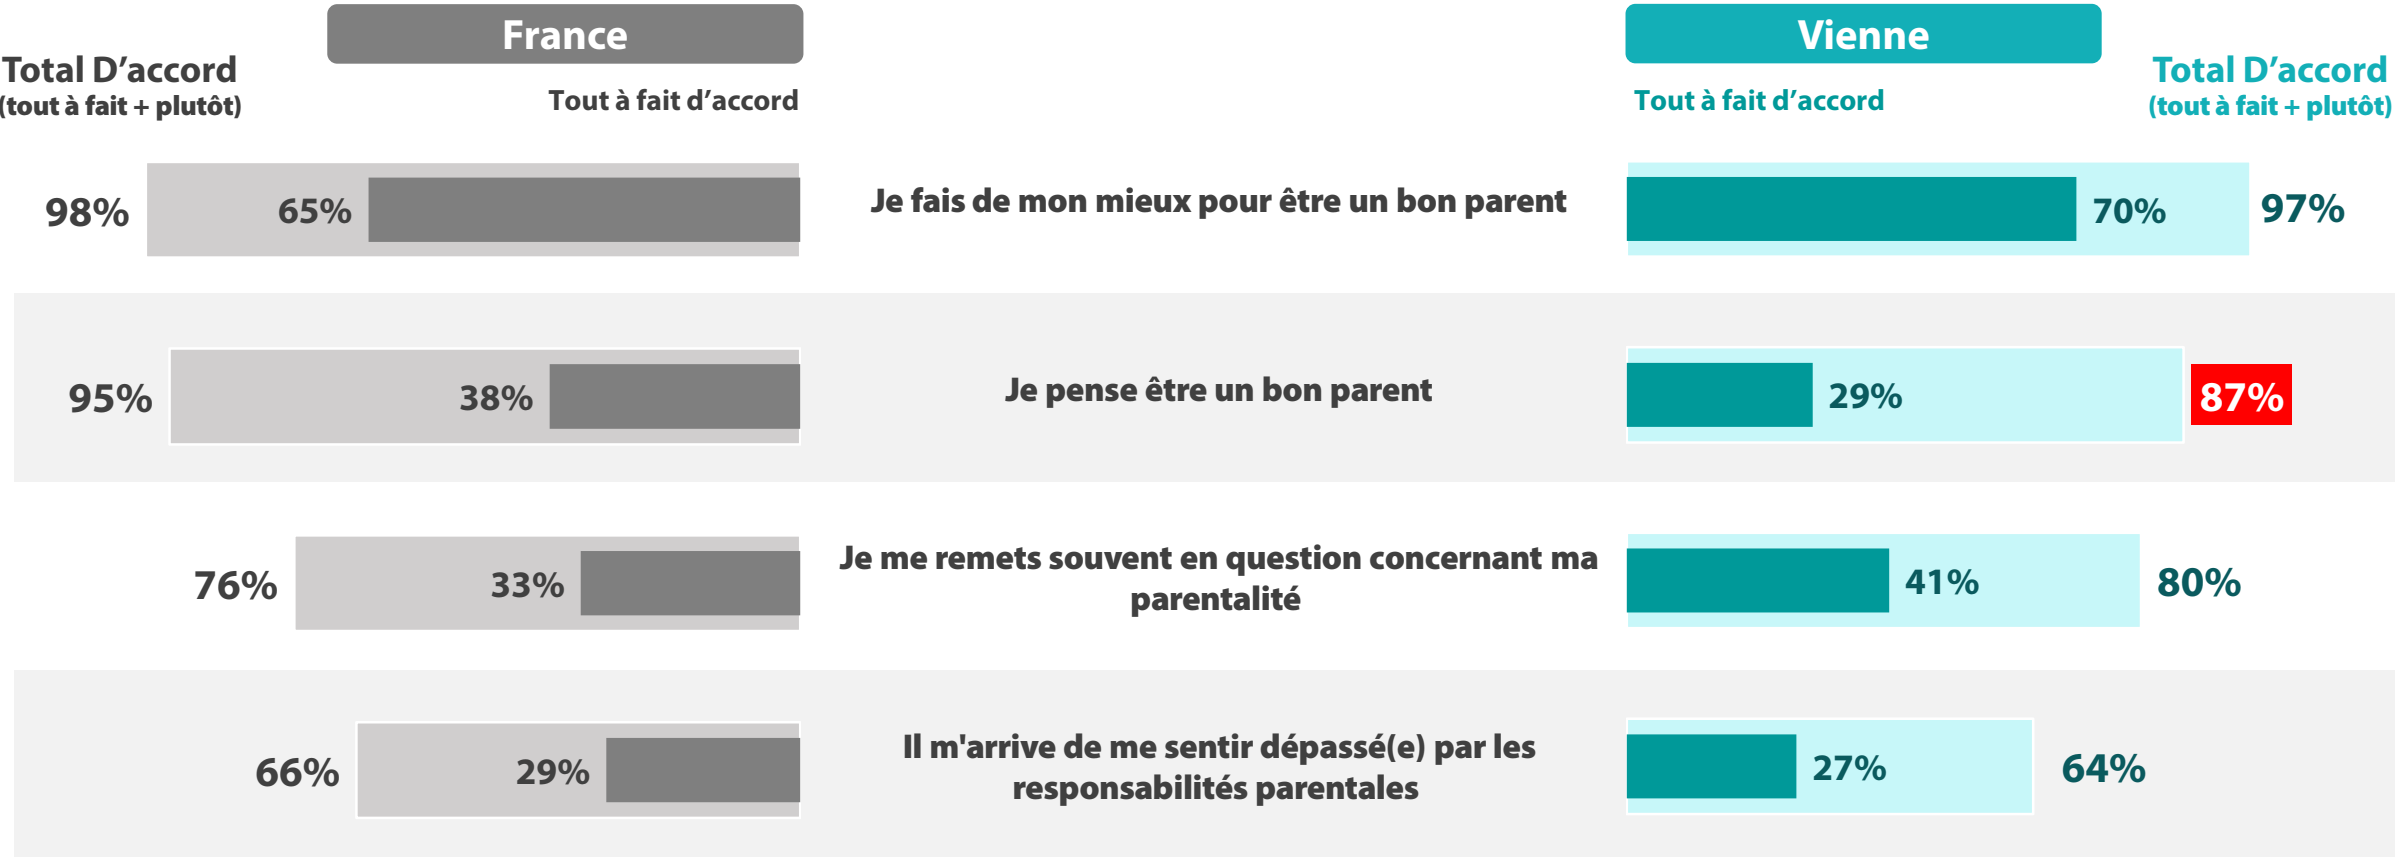 France
Vienne
Total D’accord
(tout à fait + plutôt)
Tout à fait d’accord
Tout à fait d’accord
Total D’accord
(tout à fait + plutôt)
98%
65%
Je fais de mon mieux pour être un bon parent
70%
97%
95%
38%
Je pense être un bon parent
29%
87%
76%
33%
Je me remets souvent en question concernant ma
parentalité
41%
80%
66%
29%
Il m'arrive de me sentir dépassé(e) par les
responsabilités parentales
27%
64%